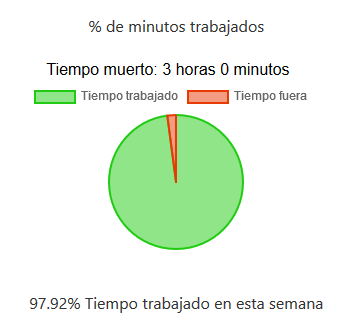 % de minutos trabajados
Tiempo muerto: 3 horas 0 minutos
Tiempo trabajado Tiempo fuera
97.92% Tiempo trabajado en esta semana